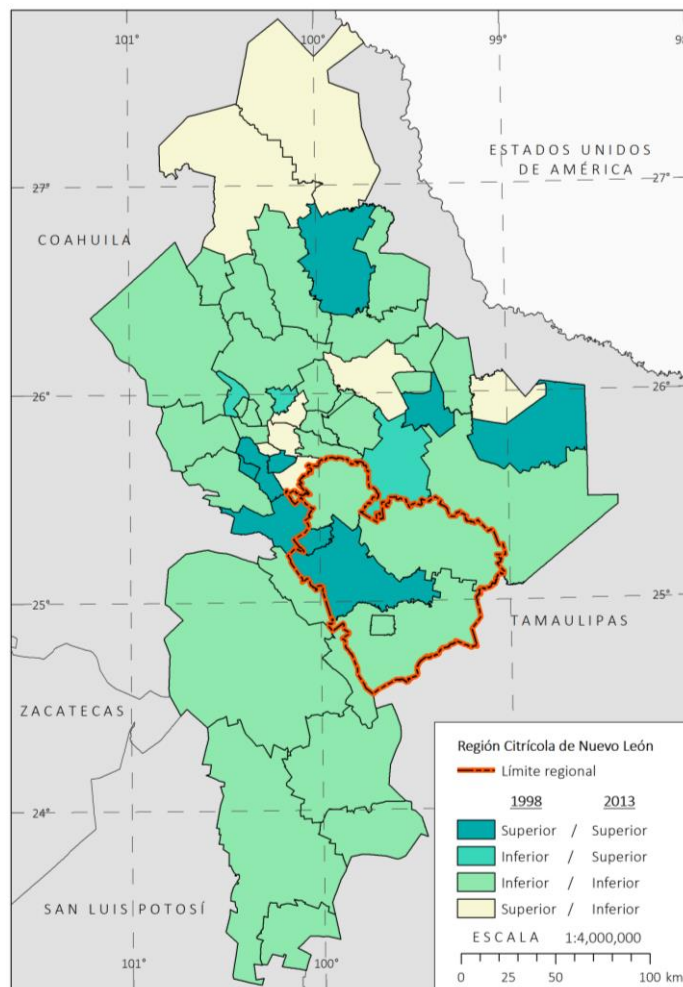 101° 100° 99° 98
ESTADOS UNIDOS
DE AMÉRICA
27° 27°
COAHUILA
26° 26°
25° 25°
TAMAULIPAS
ZACATECAS
24°
SAN LUIS POTOSÍ
101° 100°
Región Citrícola de Nuevo León
Límite regional
1998 2013
Superior / Superior
Inferior / Superior
Inferior / Inferior
Superior / Inferior
ESCALA 1:4,000,000
0 25 50 100 km